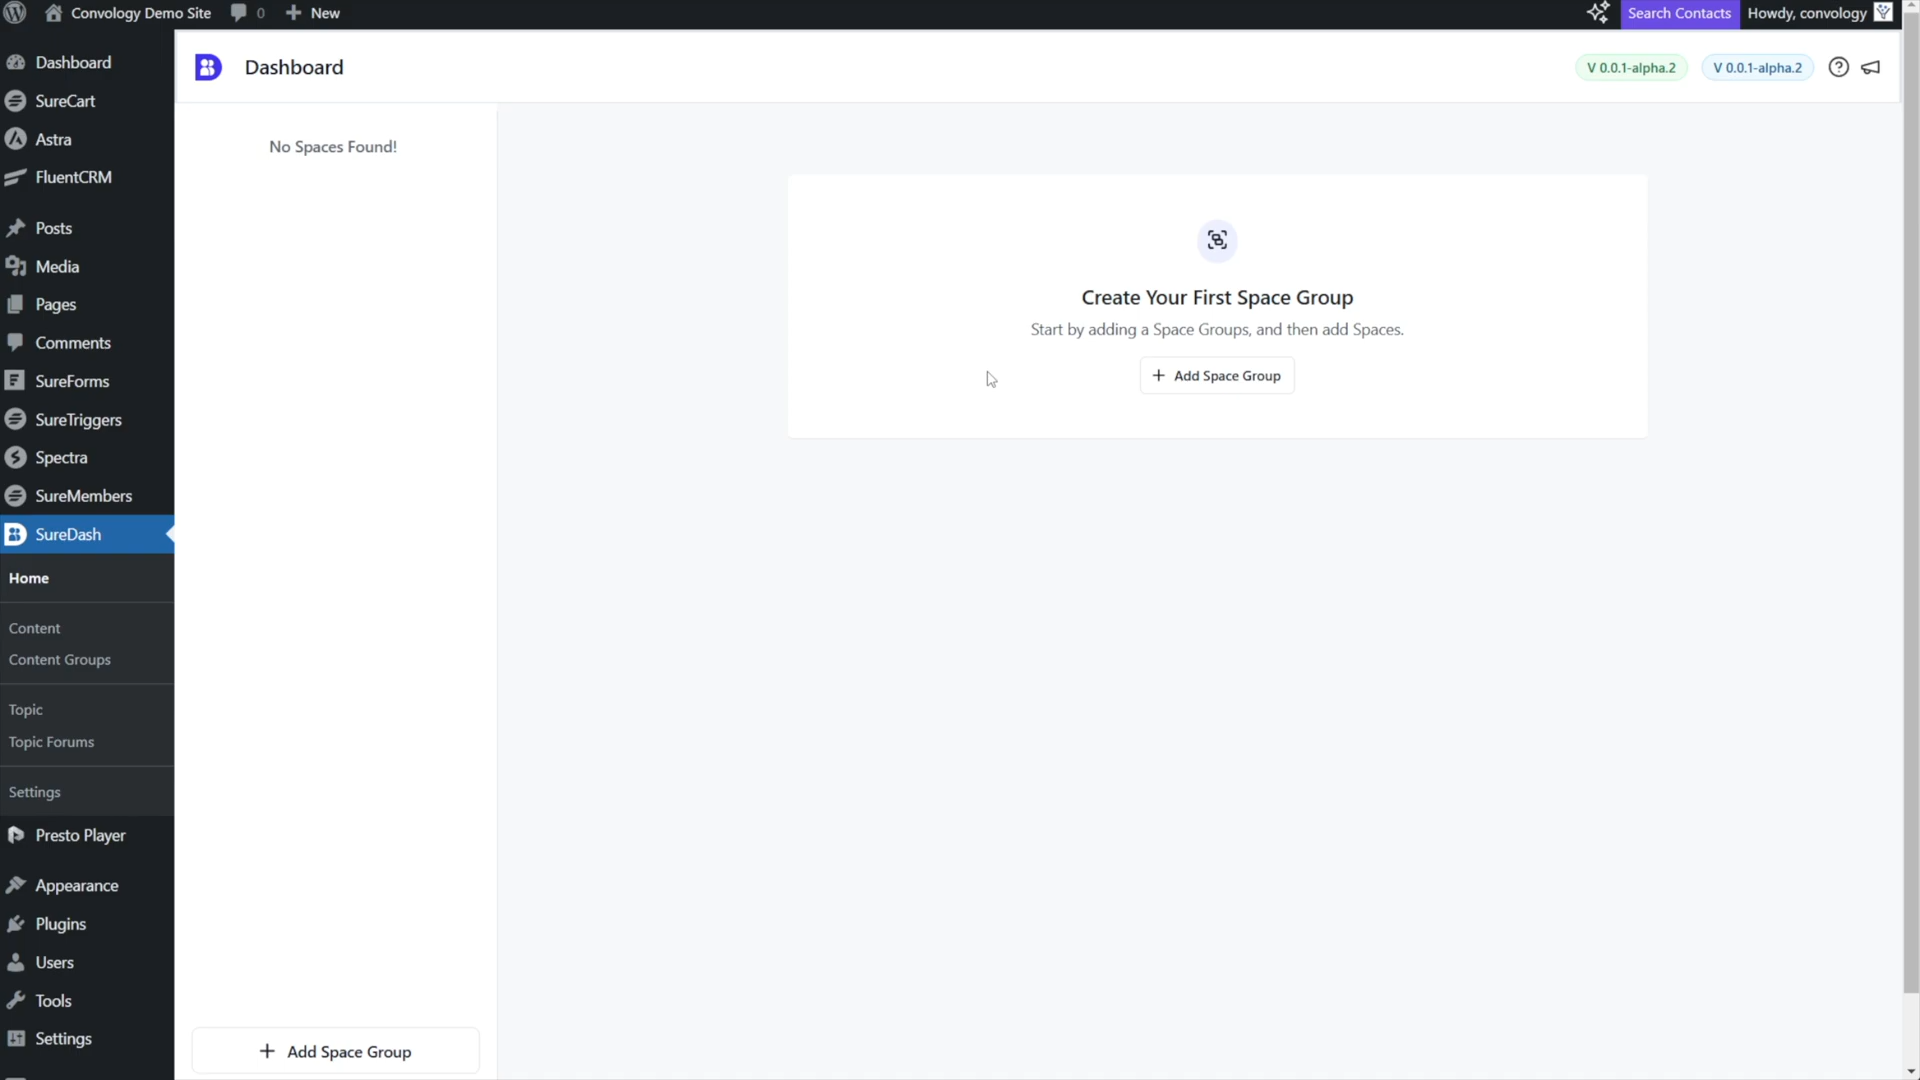 Convology Demo Site
0
New
Search Contacts
Howdy, convology
Dashboard
SureCart
Astra
FluentCRM
Posts
Media
Pages
Comments
SureForms
SureTriggers
Spectra
SureMembers
SureDash
Home
Content
Content Groups
Topic
Topic Forums
Settings
Presto Player
Appearance
Plugins
Users
Tools
Settings
Dashboard
V 0.0.1-alpha.2
V 0.0.1-alpha.2
No Spaces Found!
Add Space Group
Create Your First Space Group
Start by adding a Space Groups, and then add Spaces.
Add Space Group